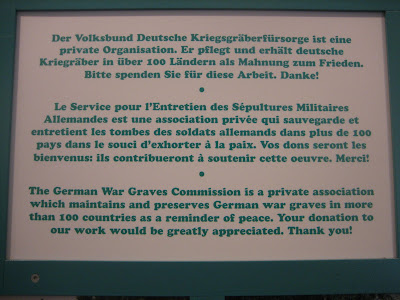 Der Volksbund Deutsche Kriegsgräberfürsorge ist eine
private Organisation. Er pflegt und erhält deutsche
Kriegräber in über 100 Ländern als Mahnung zum Frieden.
Bitte spenden Sie für diese Arbeit. Danke!
•
Le Service pour l'Entretien des Sépultures Militaires
Allemandes est une association privèe qui sauvegarde et
entretient les tombes des soldats allemands dans plus de 100
pays dans le souci d'exhorter à la paix. Vos dons seront les
bienvenus: ils contribueront à soutenir cette oeuvre. Merci!
•
The German War Graves Commission is a private association
which maintains and preserves German war graves in more
than 100 countries as a reminder of peace. Your donation to
our work would be greatly appreciated. Thank you!